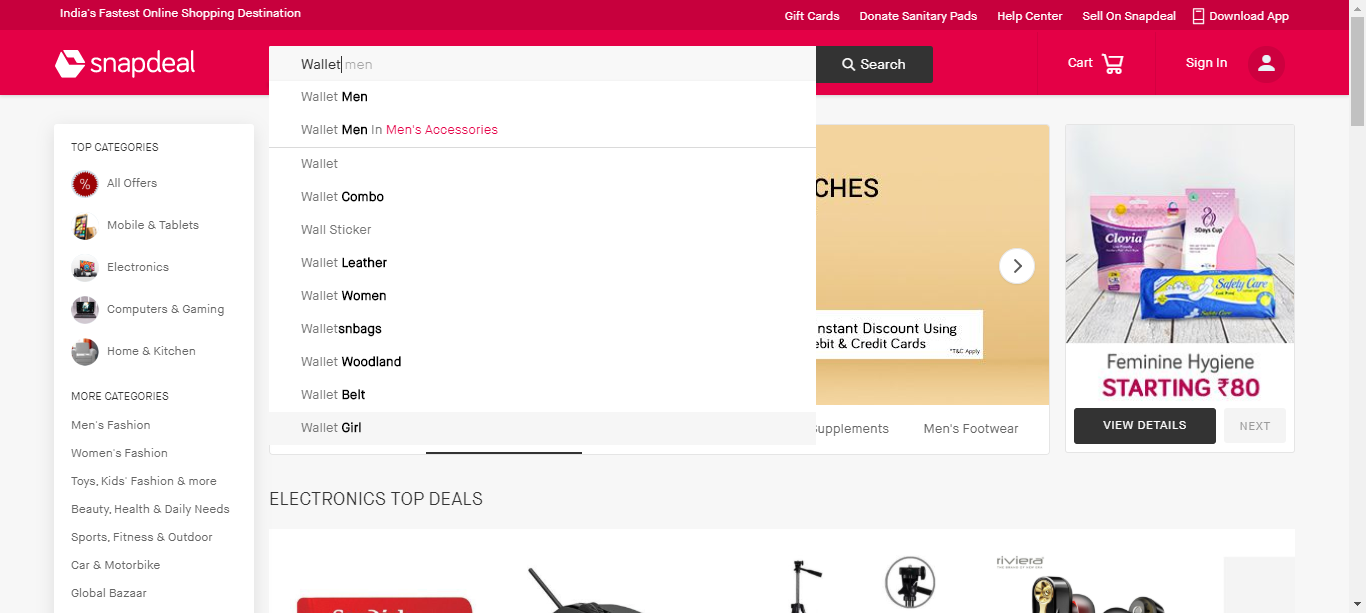 India's Fastest Online Shopping Destination
Gift Cards
Donate Sanitary Pads
Help Center
Sell On Snapdeal
Download App
snapdeal
Wallet men
Search
Cart
Sign In
Wallet Men
Wallet Men In Men's Accessories
Wallet
Wallet Combo
Wall Sticker
Wallet Leather
Wallet Women
Walletsnbags
Wallet Woodland
Wallet Belt
Wallet Girl
TOP CATEGORIES
%
All Offers
Mobile & Tablets
Electronics
Computers & Gaming
Home & Kitchen
MORE CATEGORIES
Men's Fashion
Women's Fashion
Toys, Kids' Fashion & more
Beauty, Health & Daily Needs
Sports, Fitness & Outdoor
Car & Motorbike
Global Bazaar
CHES
nstant Discount Using
ebit & Credit Cards
*T&C Apply
upplements
Men's Footwear
Clovia
5Days Cup
Safety Care
Feminine Hygiene
STARTING ₹80
VIEW DETAILS
NEXT
ELECTRONICS TOP DEALS
riviera